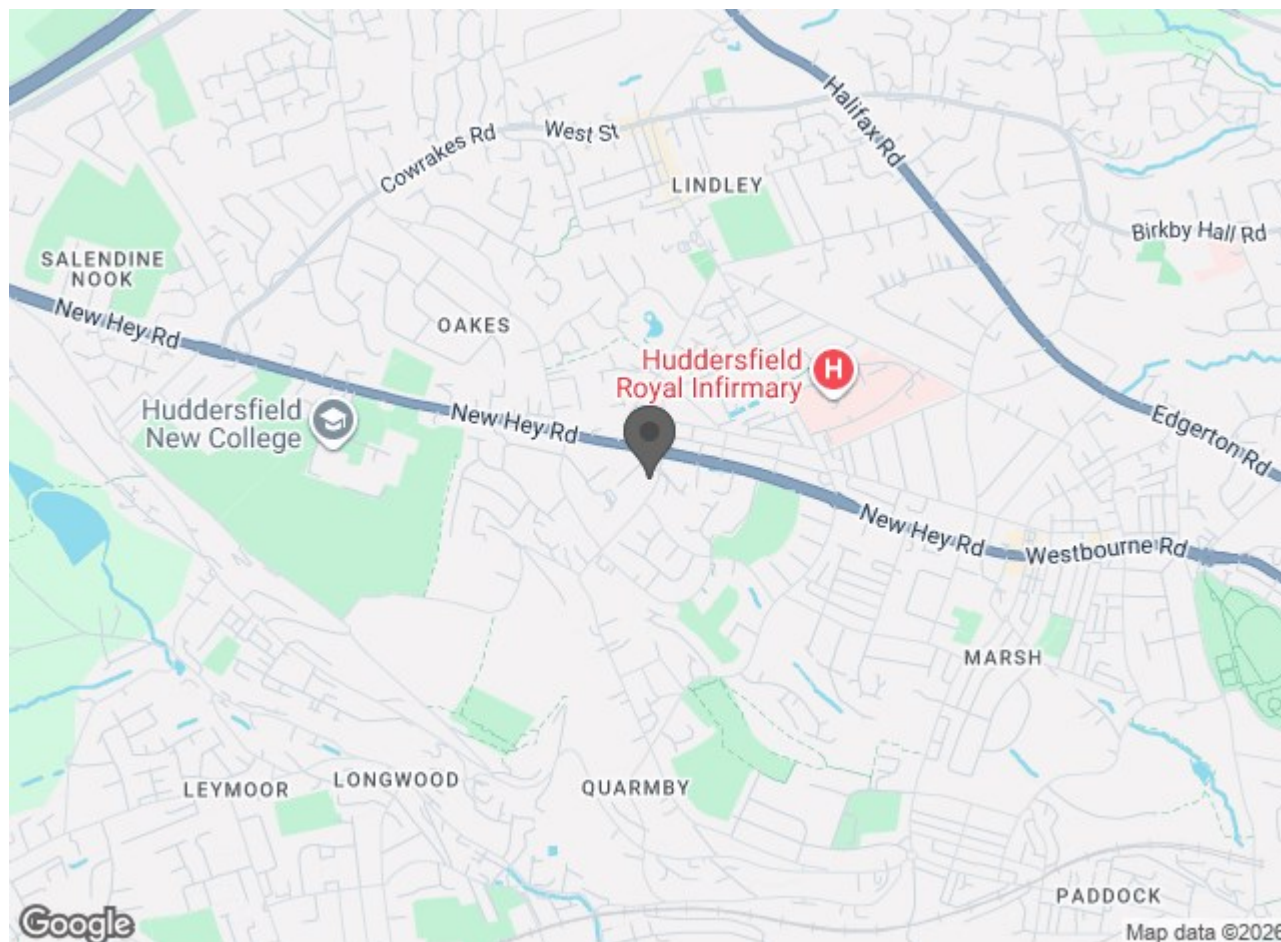 Halifax Rd
West St
Cowrakes Rd
LINDLEY
Birkby Hall Rd
SALENDINE
NOOK
New Hey Rd
OAKES
Huddersfield
Royal Infirmary
H
Huddersfield
New College
New Hey Rd
Edgerton Rd
New Hey Rd
Westbourne Rd
MARSH
LONGWOOD
LEYMOOR
QUARMBY
PADDOCK
Google
Map data ©2026